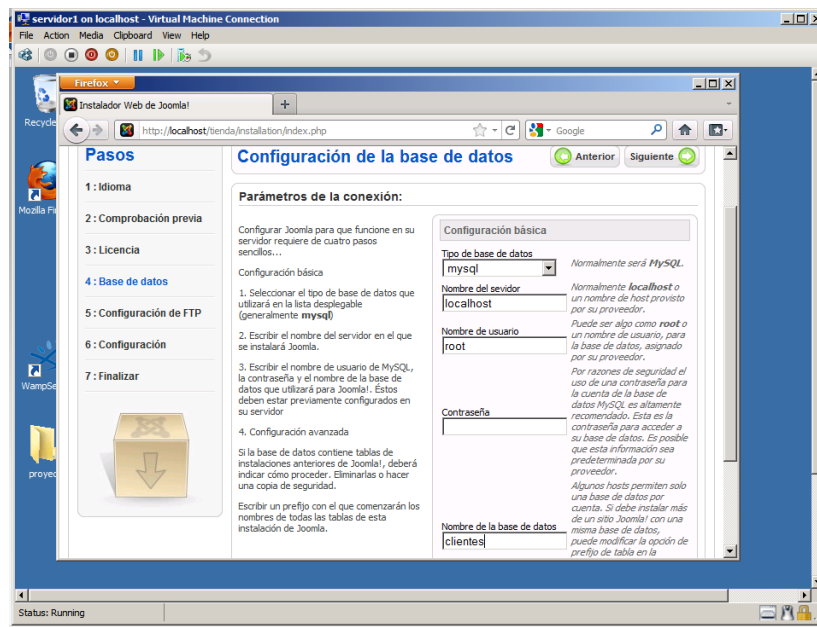 servidor1 on localhost - Virtual Machine Connection
File Action Media Clipboard View Help
Recycle
Mozilla Fi
WampSe
proyec
Firefox
Instalador Web de Joomla!
http://localhost/tienda/installation/index.php
Google
Pasos
1 : Idioma
2 : Comprobación previa
3 : Licencia
4 : Base de datos
5 : Configuración de FTP
6 : Configuración
7 : Finalizar
Configuración de la base de datos
Anterior
Siguiente
Parámetros de la conexión:
Configurar Joomla para que funcione en su
servidor requiere de cuatro pasos
sencillos...
Configuración básica
1. Seleccionar el tipo de base de datos que
utilizará en la lista desplegable
(generalmente mysql)
2. Escribir el nombre del servidor en el que
se instalará Joomla.
3. Escribir el nombre de usuario de MySQL,
la contraseña y el nombre de la base de
datos que utilizará para Joomla!. Éstos
deben estar previamente configurados en
su servidor
4. Configuración avanzada
Si la base de datos contiene tablas de
instalaciones anteriores de Joomla!, deberá
indicar cómo proceder. Eliminarlas o hacer
una copia de seguridad.
Escribir un prefijo con el que comenzarán los
nombres de todas las tablas de esta
instalación de Joomla.
Configuración básica
Tipo de base de datos
mysql
Normalmente será MySQL.
Nombre del sevidor
localhost
Normalmente localhost o
un nombre de host provisto
por su proveedor.
Nombre de usuario
root
Puede ser algo como root o
un nombre de usuario, para
la base de datos, asignado
por su proveedor.
Contraseña
Por razones de seguridad el
uso de una contraseña para
la cuenta de la base de
datos MySQL es altamente
recomendado. Esta es la
contraseña para acceder a
su base de datos. Es posible
que esta información sea
predeterminada por su
proveedor.
Nombre de la base de datos
clientes
Algunos hosts permiten solo
una base de datos por
cuenta. Si debe instalar más
de un sitio Joomla! con una
misma base de datos,
puede modificar la opción de
prefijo de tabla en la
Status: Running